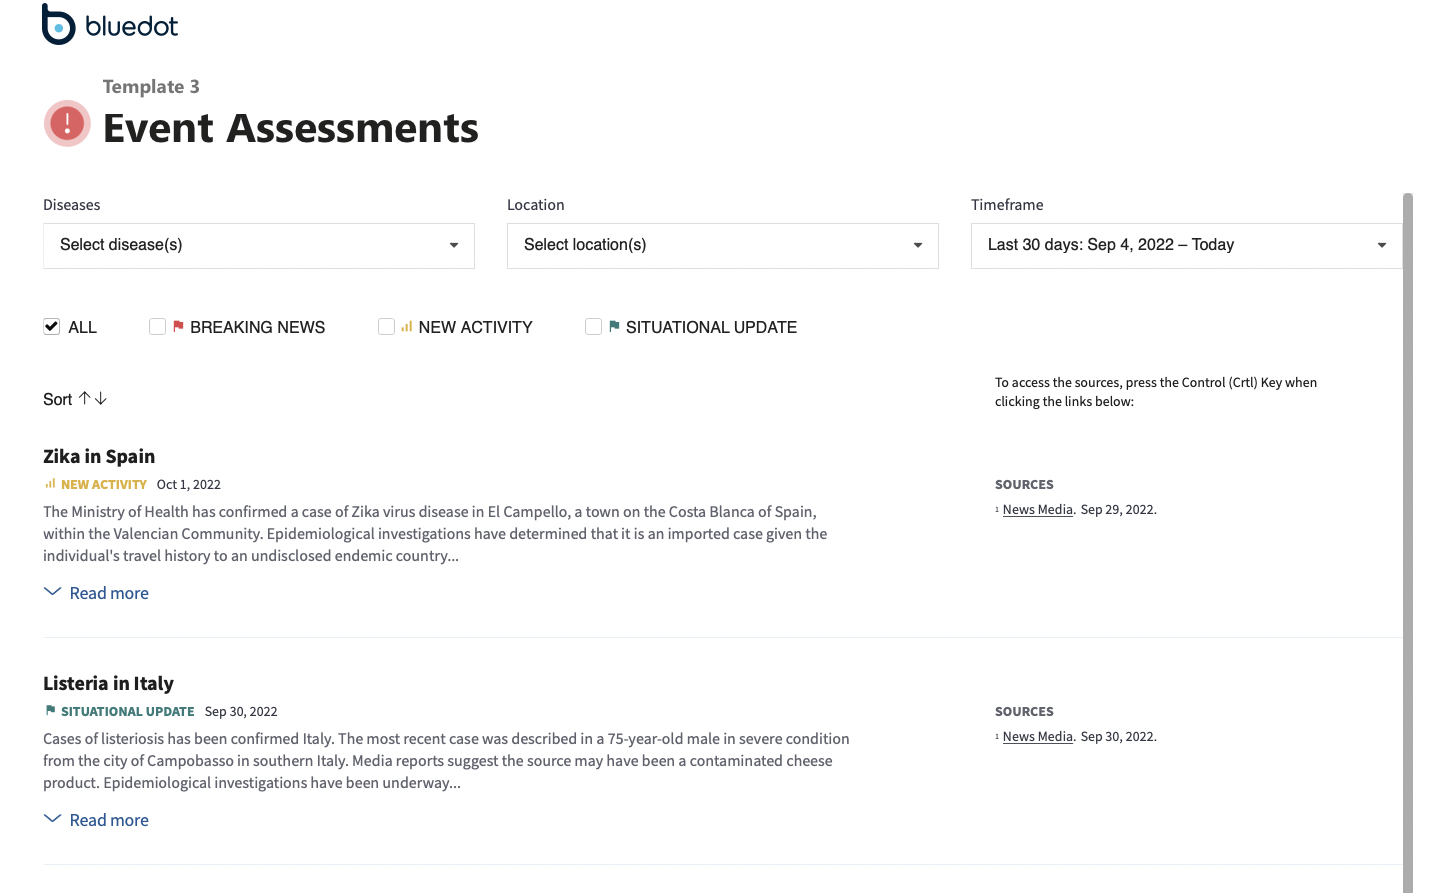 bluedot
Template 3
Event Assessments
Diseases
Location
Timeframe
Select disease(s)
Select location(s)
Last 30 days: Sep 4, 2022 – Today
ALL
BREAKING NEWS
NEW ACTIVITY
SITUATIONAL UPDATE
Sort ↑↓
To access the sources, press the Control (Crtl) Key when
clicking the links below:
Zika in Spain
NEW ACTIVITY Oct 1, 2022
The Ministry of Health has confirmed a case of Zika virus disease in El Campello, a town on the Costa Blanca of Spain,
within the Valencian Community. Epidemiological investigations have determined that it is an imported case given the
individual's travel history to an undisclosed endemic country...
Read more
SOURCES
1 News Media. Sep 29, 2022.
Listeria in Italy
SITUATIONAL UPDATE Sep 30, 2022
Cases of listeriosis has been confirmed Italy. The most recent case was described in a 75-year-old male in severe condition
from the city of Campobasso in southern Italy. Media reports suggest the source may have been a contaminated cheese
product. Epidemiological investigations have been underway...
Read more
SOURCES
1 News Media. Sep 30, 2022.